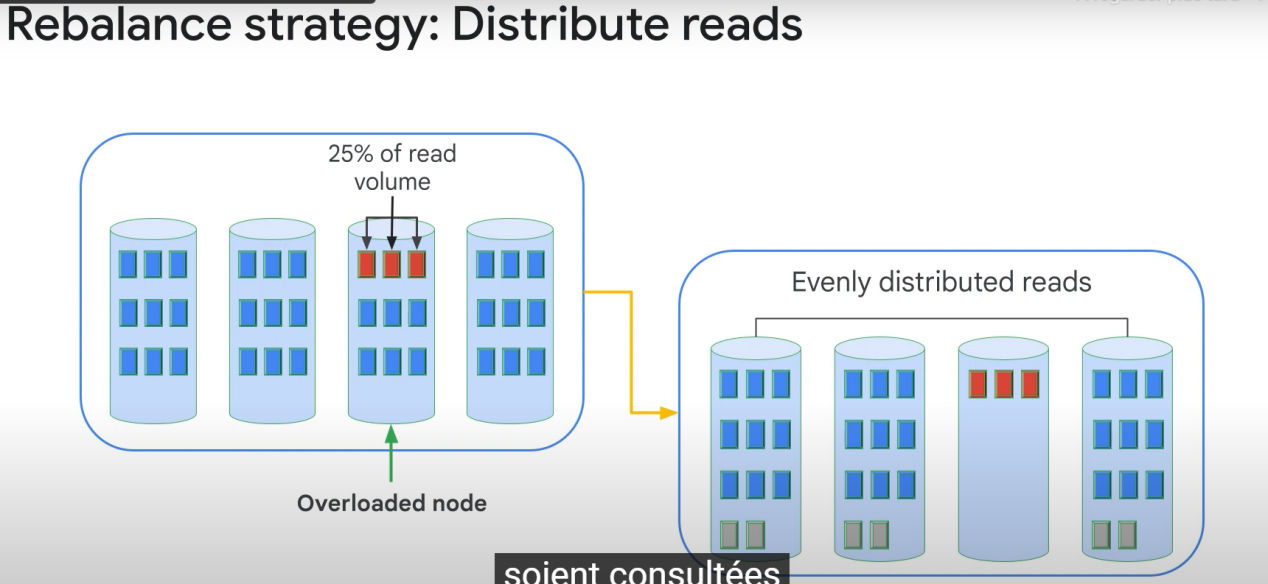 Rebalance strategy: Distribute reads
25% of read
volume
Evenly distributed reads
Overloaded node
soient consultées